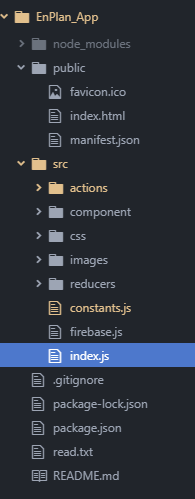 EnPlan_App
node_modules
public
favicon.ico
index.html
manifest.json
src
actions
component
css
images
reducers
constants.js
firebase.js
index.js
.gitignore
package-lock.json
package.json
read.txt
README.md